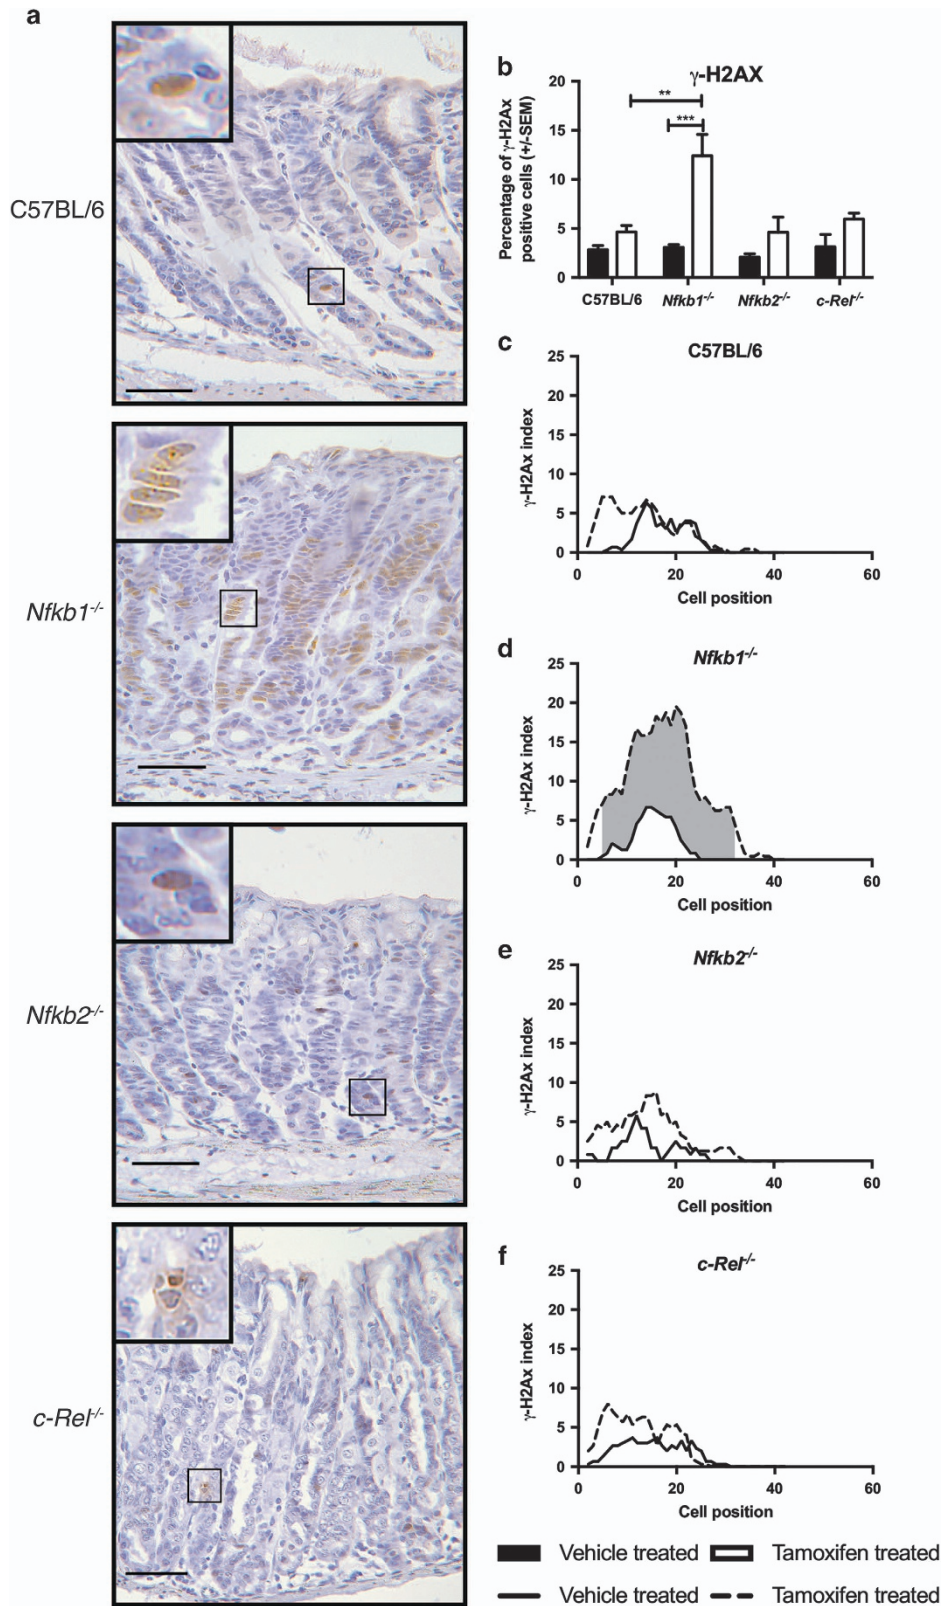 a
C57BL/6
Nfkb1-/-
Nfkb2-/-
c-Rel-/-
b
γ-H2AX
Percentage of γ-H2Ax
positive cells (+/-SEM)
20
15
10
5
0
**
***
C57BL/6 Nfkb1-/- Nfkb2-/- c-Rel-/-
c
C57BL/6
γ-H2Ax index
25
20
15
10
5
0
0 20 40 60
Cell position
d
Nfkb1-/-
γ-H2Ax index
25
20
15
10
5
0
0 20 40 60
Cell position
e
Nfkb2-/-
γ-H2Ax index
25
20
15
10
5
0
0 20 40 60
Cell position
f
c-Rel-/-
γ-H2Ax index
25
20
15
10
5
0
0 20 40 60
Cell position
Vehicle treated Tamoxifen treated
Vehicle treated Tamoxifen treated